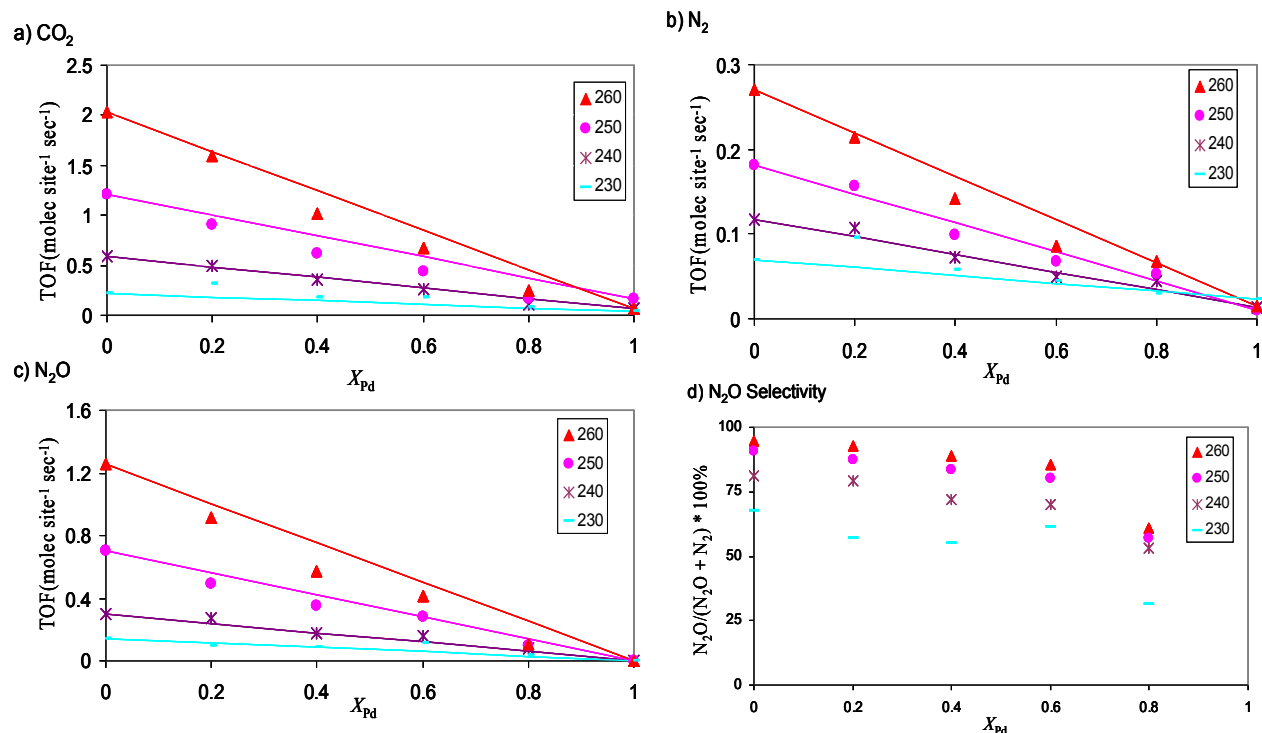 a) CO₂
TOF(molec site⁻¹ sec⁻¹)
2.5
2
1.5
1
0.5
0
0 0.2 0.4 0.6 0.8 1
X_Pd
260
250
240
230
b) N₂
TOF(molec site⁻¹ sec⁻¹)
0.3
0.2
0.1
0
0 0.2 0.4 0.6 0.8 1
X_Pd
260
250
240
230
c) N₂O
TOF(molec site⁻¹ sec⁻¹)
1.6
1.2
0.8
0.4
0
0 0.2 0.4 0.6 0.8 1
X_Pd
260
250
240
230
d) N₂O Selectivity
N₂O/(N₂O + N₂) * 100%
100
75
50
25
0
0 0.2 0.4 0.6 0.8 1
X_Pd
260
250
240
230